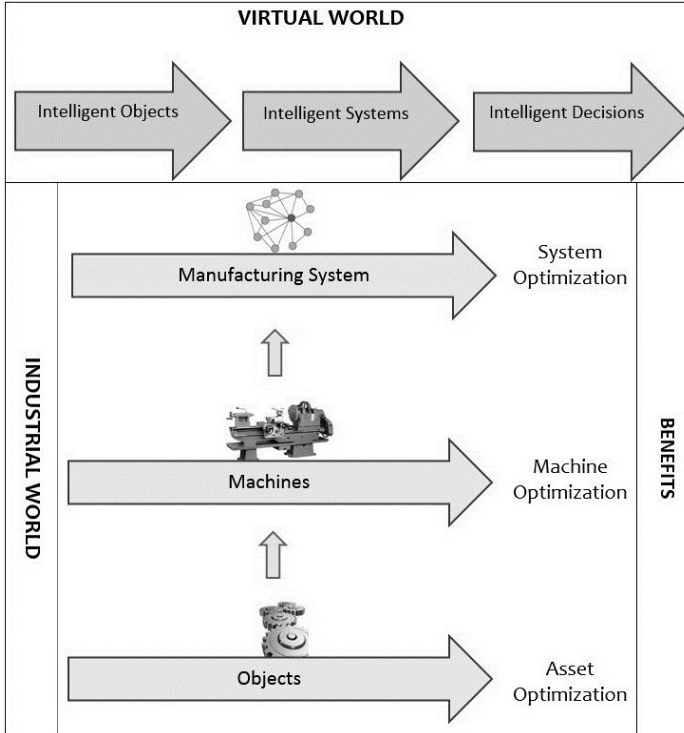 VIRTUAL WORLD
Intelligent Objects
Intelligent Systems
Intelligent Decisions
INDUSTRIAL WORLD
Manufacturing System
System
Optimization
Machines
Machine
Optimization
Objects
Asset
Optimization
BENEFITS